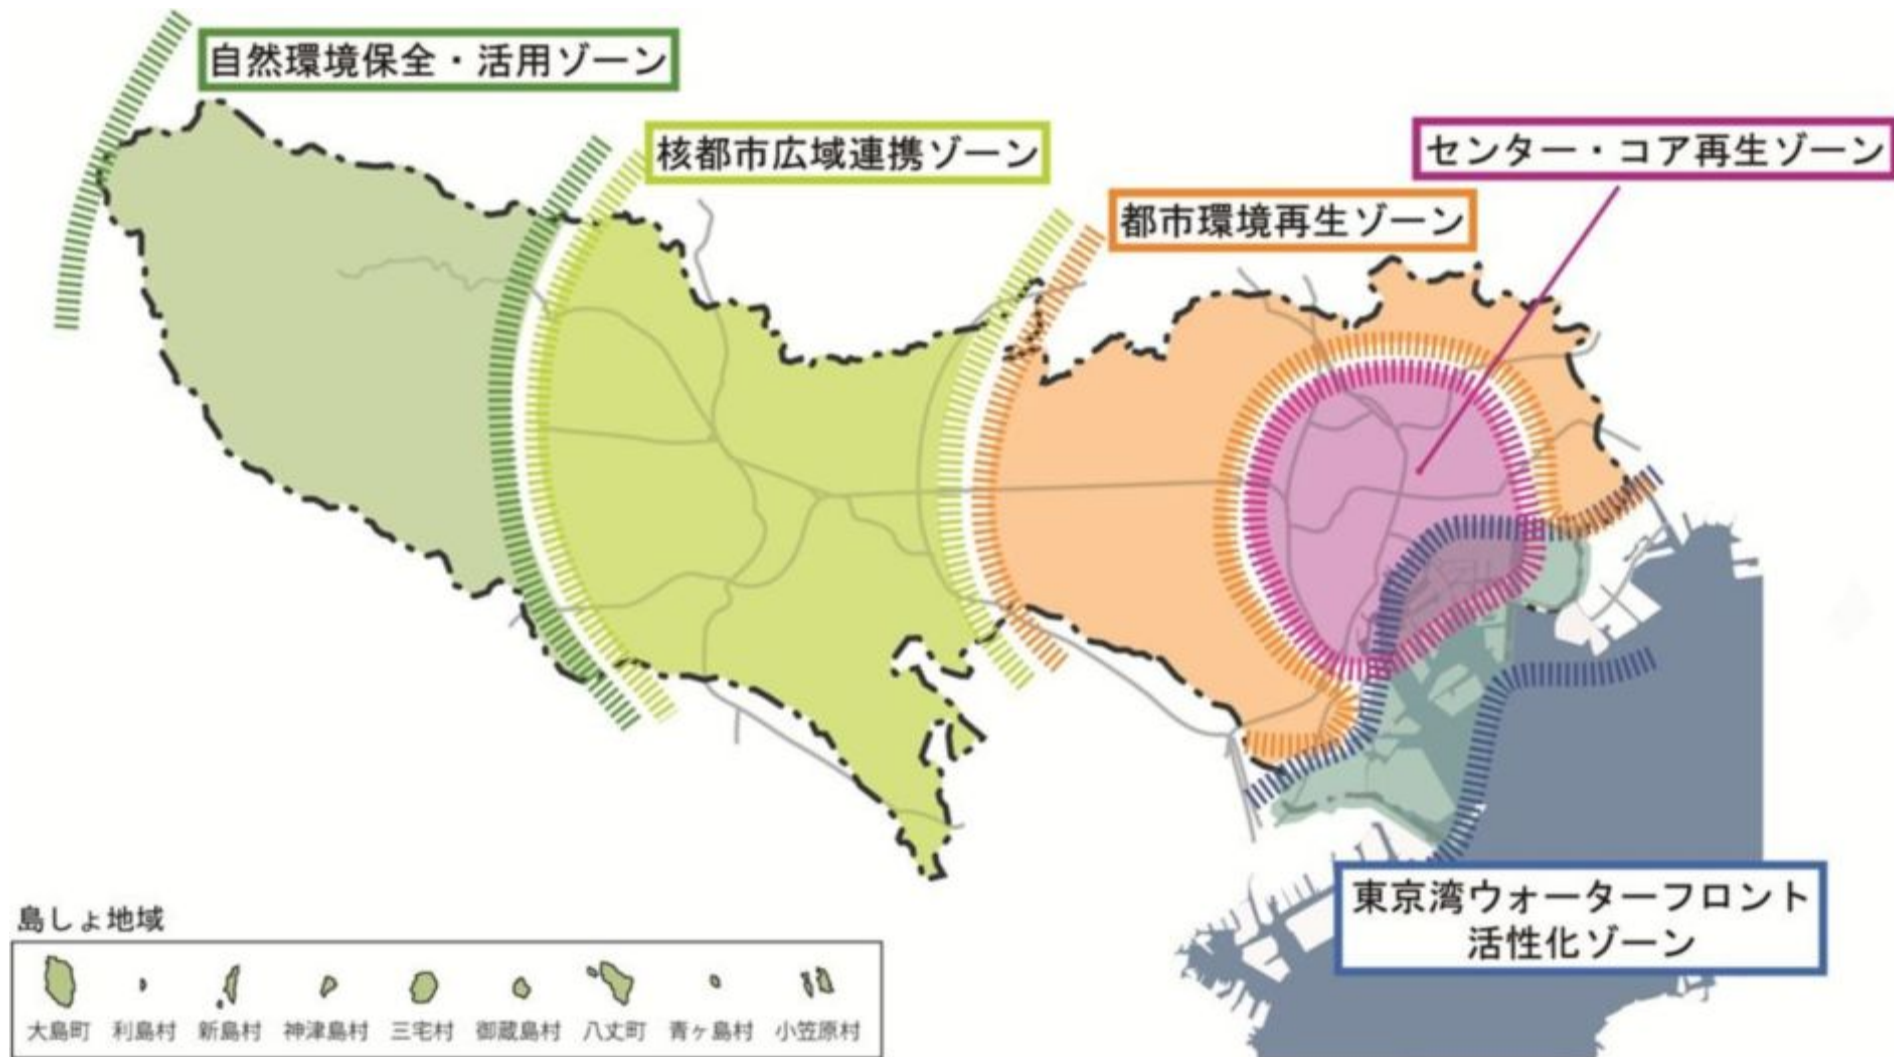 自然環境保全・活用ゾーン
核都市広域連携ゾーン
センター・コア再生ゾーン
都市環境再生ゾーン
東京湾ウォーターフロント
活性化ゾーン
島しょ地域
大島町 利島村 新島村 神津島村 三宅村 御蔵島村 八丈町 青ヶ島村 小笠原村